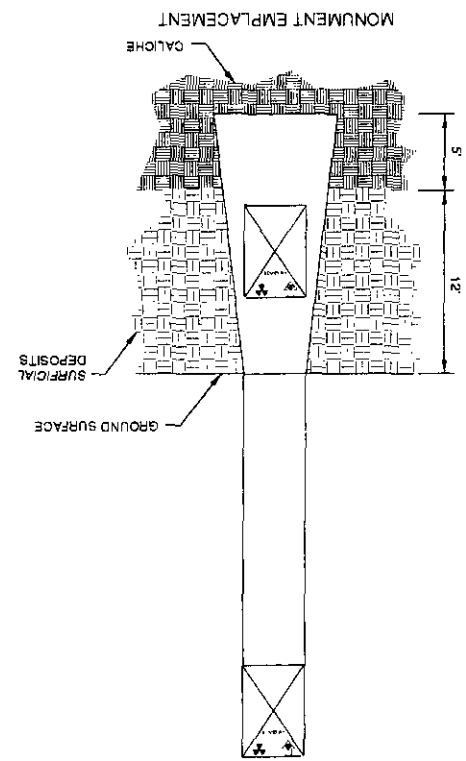 GROUND SURFACE
SURFICIAL
DEPOSITS
12'
5'
CALICHE
MONUMENT EMPLACEMENT